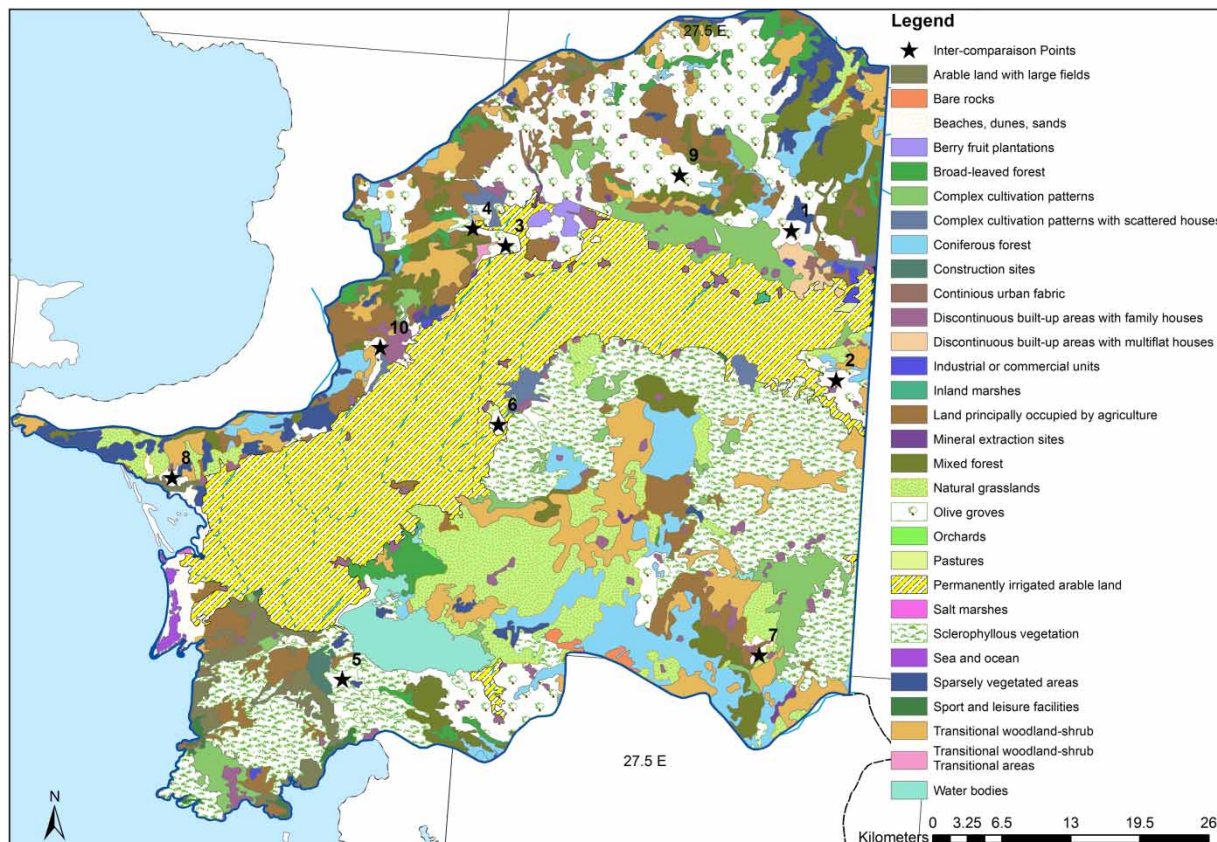 27.5 E
9
1
4
3
10
2
6
8
7
5
27.5 E
N
Legend
Inter-comparaison Points
Arable land with large fields
Bare rocks
Beaches, dunes, sands
Berry fruit plantations
Broad-leaved forest
Complex cultivation patterns
Complex cultivation patterns with scattered houses
Coniferous forest
Construction sites
Continious urban fabric
Discontinuous built-up areas with family houses
Discontinuous built-up areas with multiflat houses
Industrial or commercial units
Inland marshes
Land principally occupied by agriculture
Mineral extraction sites
Mixed forest
Natural grasslands
Olive groves
Orchards
Pastures
Permanently irrigated arable land
Salt marshes
Sclerophyllous vegetation
Sea and ocean
Sparsely vegetated areas
Sport and leisure facilities
Transitional woodland-shrub
Transitional woodland-shrub
Transitional areas
Water bodies
0 3.25 6.5 13 19.5 26
Kilometers